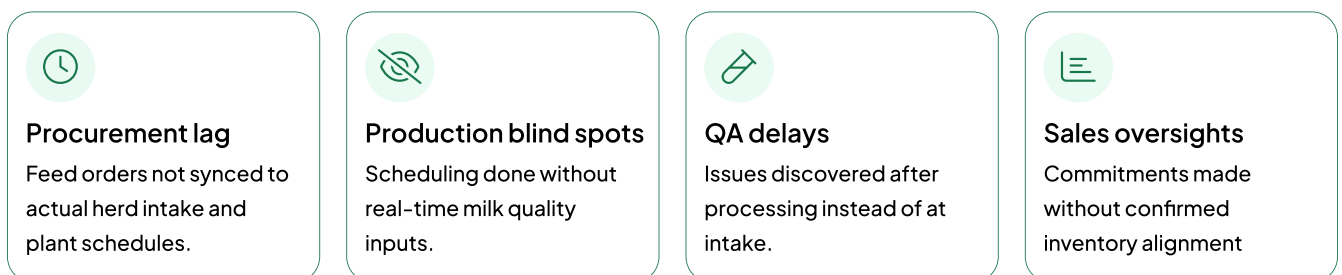 Procurement lag
Feed orders not synced to
actual herd intake and
plant schedules.
Production blind spots
Scheduling done without
real-time milk quality
inputs.
QA delays
Issues discovered after
processing instead of at
intake.
Sales oversights
Commitments made
without confirmed
inventory alignment